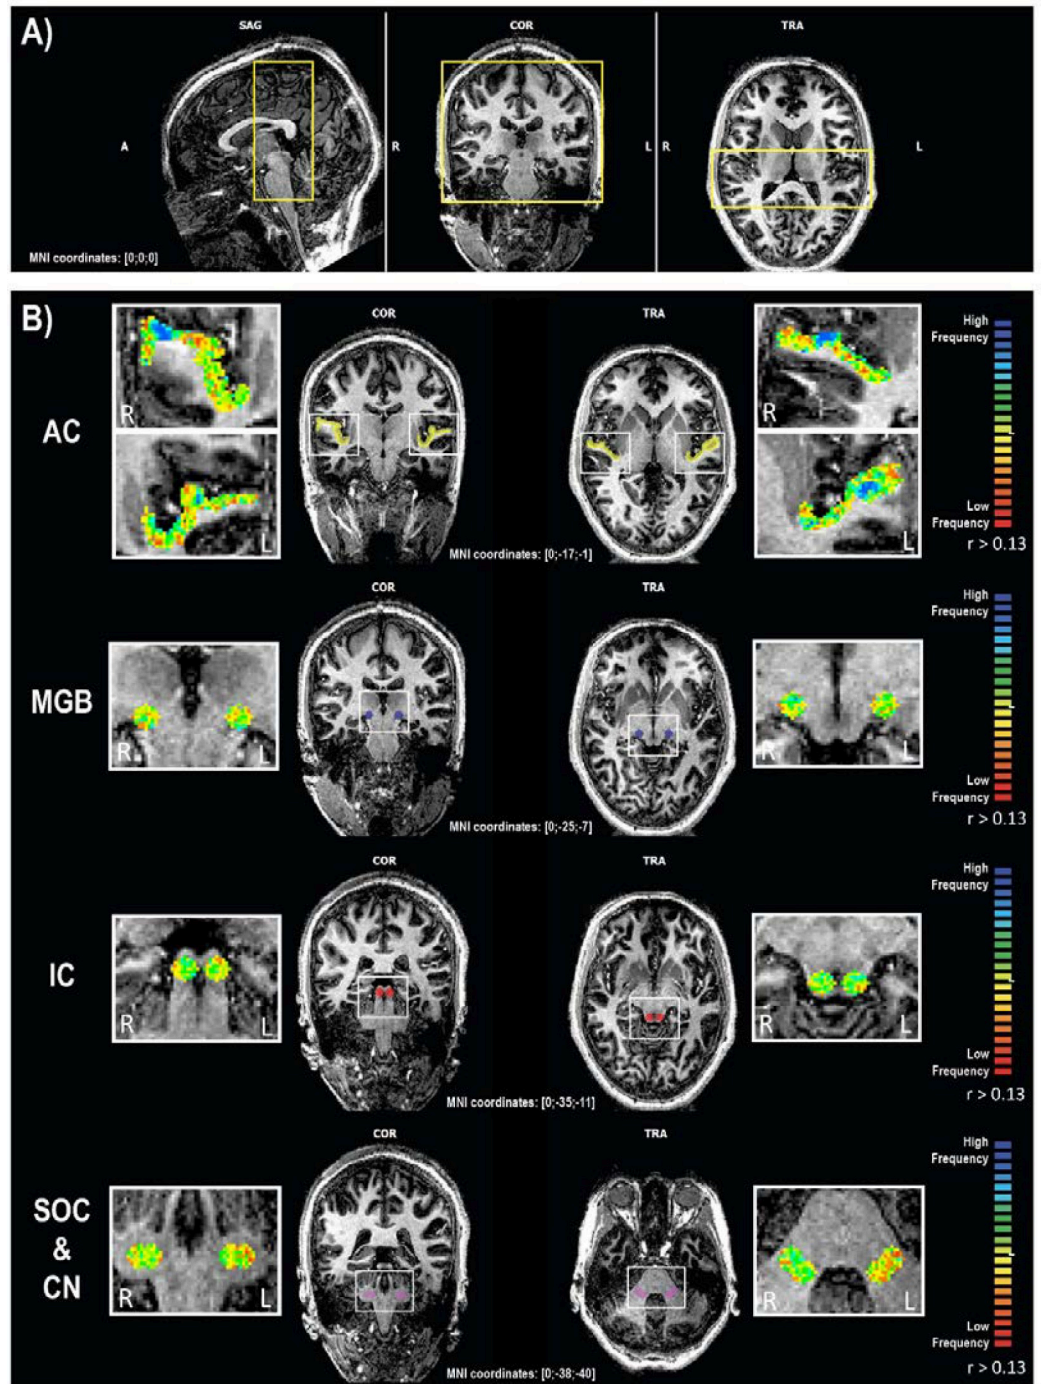 A)
SAG
COR
TRA
A
R
L
R
L
MNI coordinates: [0;0;0]
B)
COR
TRA
High
Frequency
AC
R
R
L
L
Low
Frequency
r > 0.13
MNI coordinates: [0;-17;-1]
COR
TRA
High
Frequency
MGB
R
L
R
L
Low
Frequency
r > 0.13
MNI coordinates: [0;-25;-7]
COR
TRA
High
Frequency
IC
R
L
R
L
Low
Frequency
r > 0.13
MNI coordinates: [0;-35;-11]
COR
TRA
High
Frequency
SOC
&
CN
R
L
R
L
Low
Frequency
r > 0.13
MNI coordinates: [0;-38;-40]